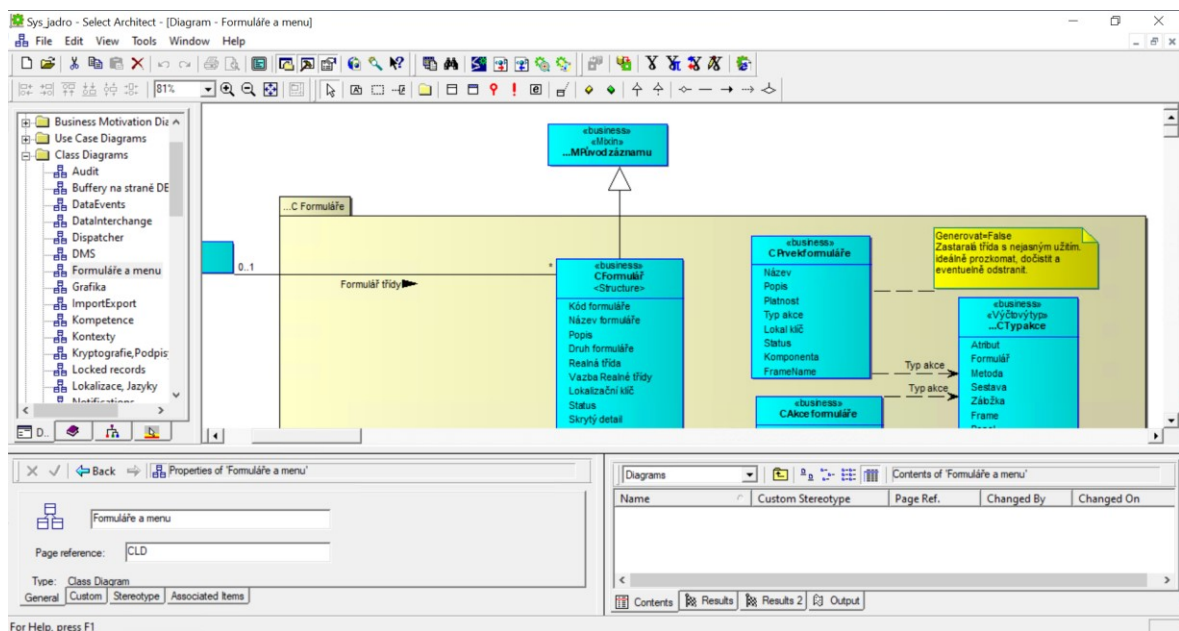 Sys_jadro - Select Architect - [Diagram - Formuláře a menu]
File Edit View Tools Window Help
81%
Business Motivation Dia
Use Case Diagrams
Class Diagrams
Audit
Buffery na straně DE
DataEvents
DataInterchange
Dispatcher
DMS
Formuláře a menu
Grafika
ImportExport
Kompetence
Kontexty
Kryptografie,Podpis
Locked records
Lokalizace, Jazyky
Notifications
D..
«business»
«Mixin»
...MPůvod záznamu
...C Formuláře
0..1
*
Formulář třídy
«business»
CFormulář
<Structure>
Kód formuláře
Název formuláře
Popis
Druh formuláře
Realná třída
Vazba Realné třídy
Lokalizační klíč
Status
Skrytý detail
«business»
CPrvekformuláře
Název
Popis
Platnost
Typ akce
Lokal klíč
Status
Komponenta
FrameName
Generovat=False
Zastaralá třída s nejasným užitím.
ideálně prozkomat, dočistit a
eventuelně odstranit.
«business»
«Výčtovýtyp»
...CTypakce
Atribut
Formulář
Metoda
Sestava
Záložka
Frame
Panel
Typ akce
Typ akce
«business»
CAkce formuláře
Back
Properties of 'Formuláře a menu'
Formuláře a menu
Page reference: CLD
Type: Class Diagram
General Custom Stereotype Associated Items
Diagrams
Contents of 'Formuláře a menu'
Name Custom Stereotype Page Ref. Changed By Changed On
Contents Results Results 2 Output
For Help, press F1